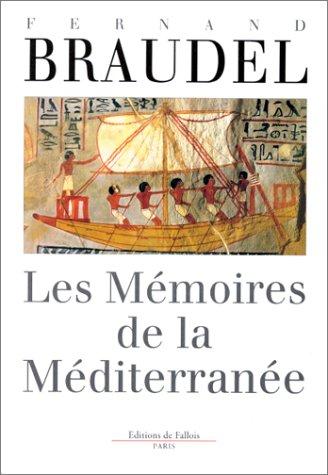 FERNAND
BRAUDEL
Les Mémoires
de la
Méditerranée
Editions de Fallois
PARIS